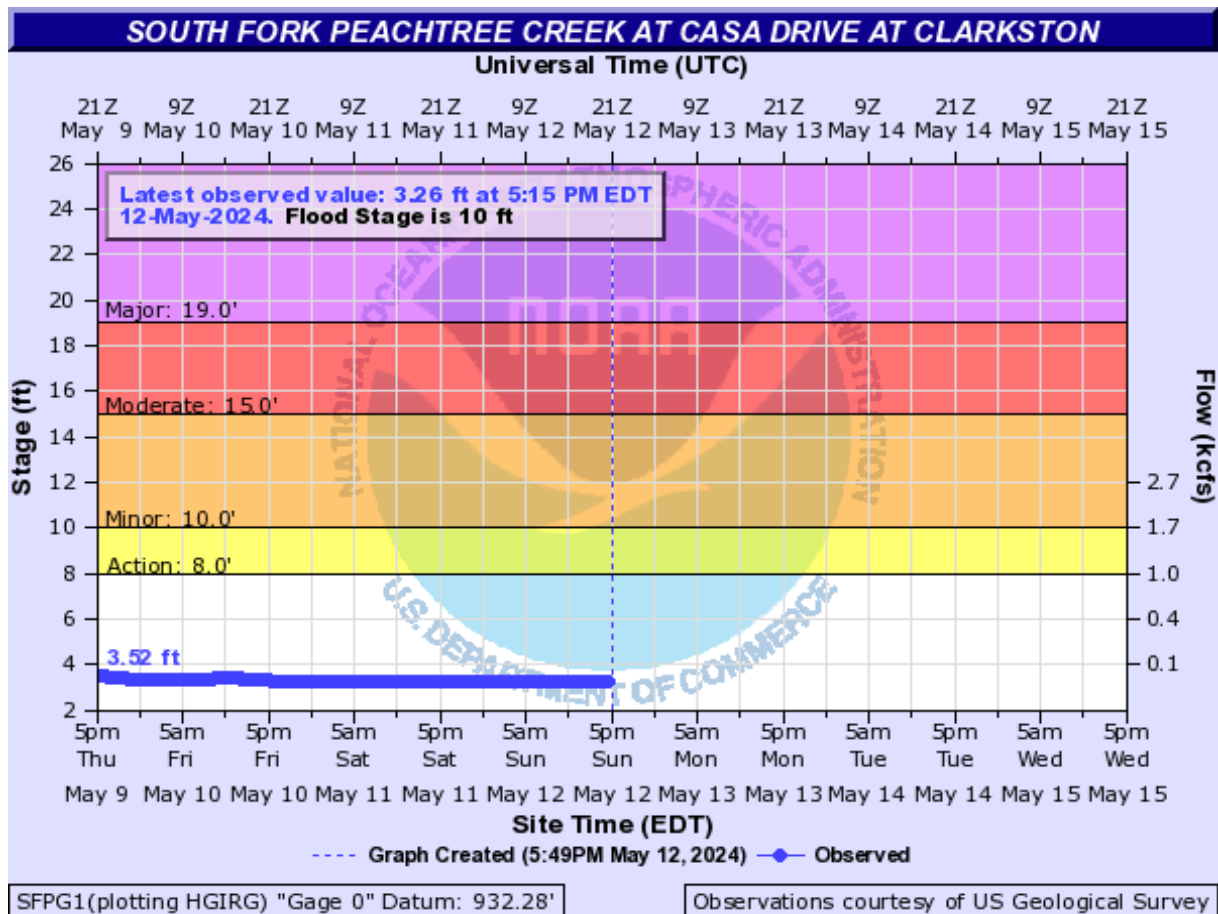 SOUTH FORK PEACHTREE CREEK AT CASA DRIVE AT CLARKSTON
Universal Time (UTC)
21Z 9Z 21Z 9Z 21Z 9Z 21Z 9Z 21Z 9Z 21Z 9Z 21Z
May 9 May 10 May 10 May 11 May 11 May 12 May 12 May 13 May 13 May 14 May 14 May 15 May 15
Latest observed value: 3.26 ft at 5:15 PM EDT
12-May-2024. Flood Stage is 10 ft
NATIONAL OCEANIC AND ATMOSPHERIC ADMINISTRATION
NOAA
U.S. DEPARTMENT OF COMMERCE
Stage (ft)
26
24
22
20
18
16
14
12
10
8
6
4
2
Major: 19.0'
Moderate: 15.0'
Minor: 10.0'
Action: 8.0'
3.52 ft
Flow (kcfs)
2.7
1.7
1.0
0.4
0.1
5pm 5am 5pm 5am 5pm 5am 5pm 5am 5pm 5am 5pm 5am 5pm
Thu Fri Fri Sat Sat Sun Sun Mon Mon Tue Tue Wed Wed
May 9 May 10 May 10 May 11 May 11 May 12 May 12 May 13 May 13 May 14 May 14 May 15 May 15
Site Time (EDT)
Graph Created (5:49PM May 12, 2024) Observed
SFPG1(plotting HGIRG) "Gage 0" Datum: 932.28'
Observations courtesy of US Geological Survey